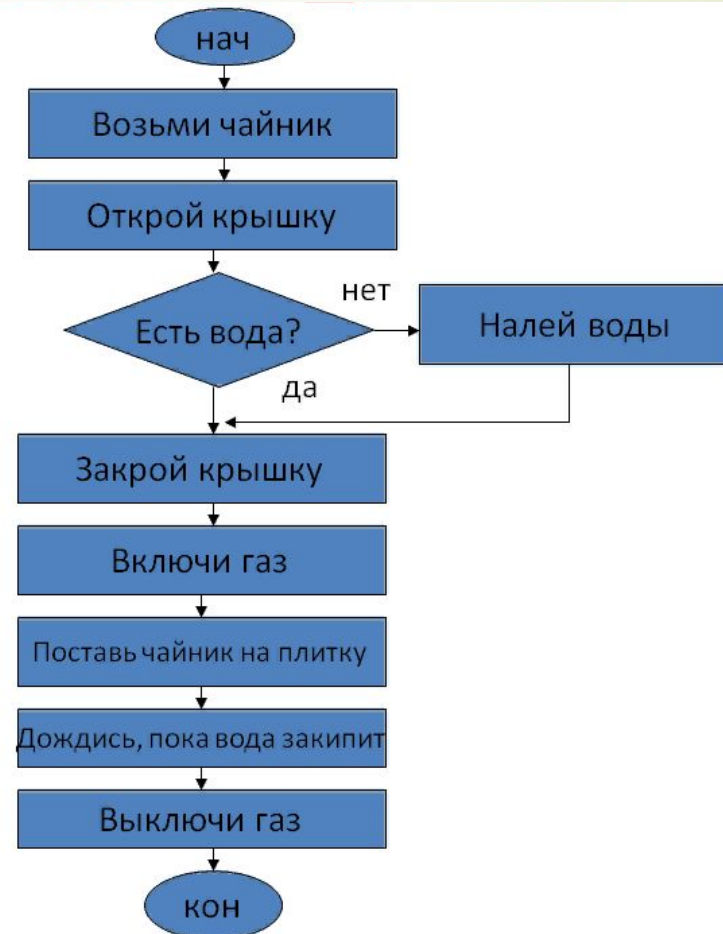 нач
Возьми чайник
Открой крышку
Есть вода?
нет
Налей воды
да
Закрой крышку
Включи газ
Поставь чайник на плитку
Дождись, пока вода закипит
Выключи газ
кон